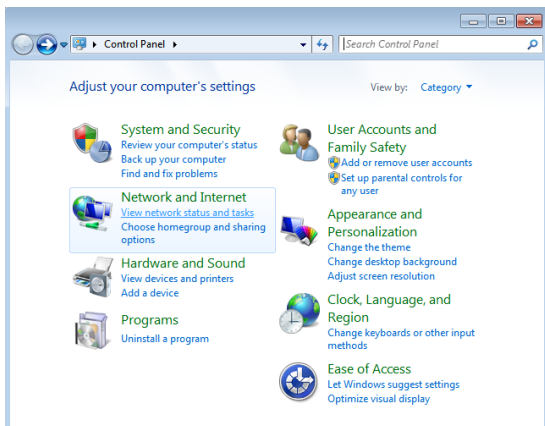 Control Panel
Search Control Panel
Adjust your computer's settings
View by: Category
System and Security
Review your computer's status
Back up your computer
Find and fix problems
Network and Internet
View network status and tasks
Choose homegroup and sharing
options
Hardware and Sound
View devices and printers
Add a device
Programs
Uninstall a program
User Accounts and
Family Safety
Add or remove user accounts
Set up parental controls for
any user
Appearance and
Personalization
Change the theme
Change desktop background
Adjust screen resolution
Clock, Language, and
Region
Change keyboards or other input
methods
Ease of Access
Let Windows suggest settings
Optimize visual display